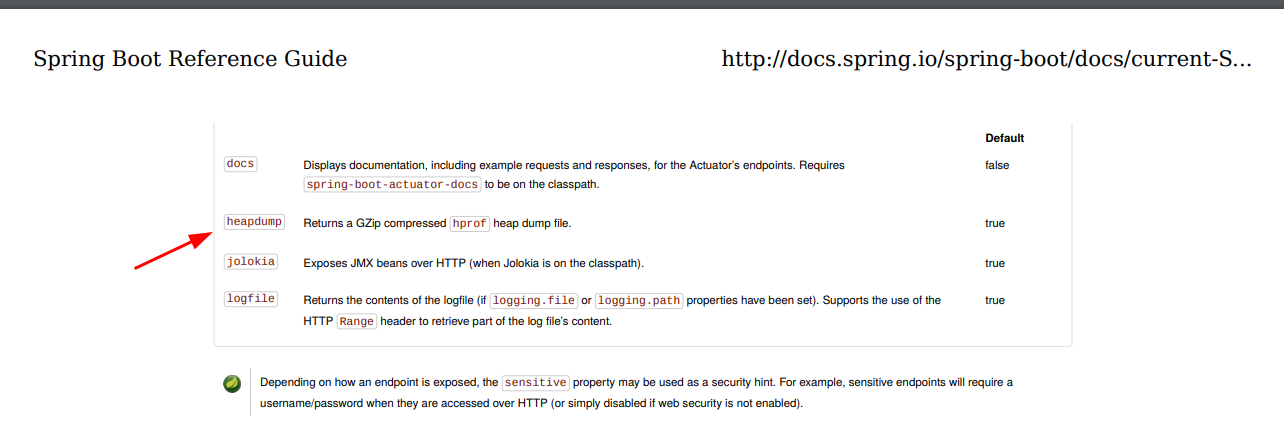 Spring Boot Reference Guide http://docs.spring.io/spring-boot/docs/current-S...
Default
docs Displays documentation, including example requests and responses, for the Actuator's endpoints. Requires false
spring-boot-actuator-docs to be on the classpath.
heapdump Returns a GZip compressed hprof heap dump file. true
jolokia Exposes JMX beans over HTTP (when Jolokia is on the classpath). true
logfile Returns the contents of the logfile (if logging.file or logging.path properties have been set). Supports the use of the true
HTTP Range header to retrieve part of the log file's content.
Depending on how an endpoint is exposed, the sensitive property may be used as a security hint. For example, sensitive endpoints will require a
username/password when they are accessed over HTTP (or simply disabled if web security is not enabled).